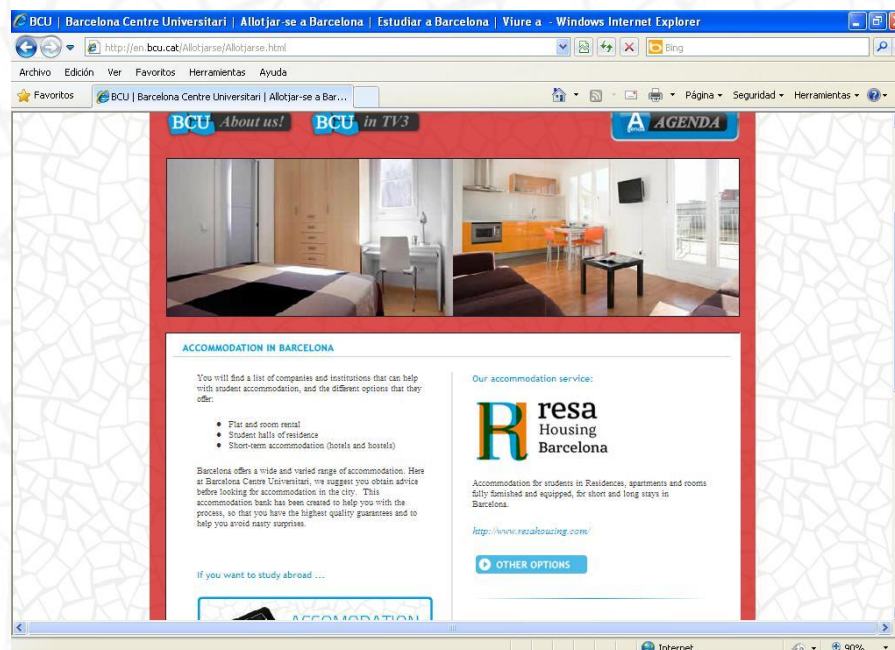 BCU | Barcelona Centre Universitari | Allotjar-se a Barcelona | Estudiar a Barcelona | Viure a - Windows Internet Explorer
http://en.bcu.cat/Allotjarse/Allotjarse.html
Bing
Archivo Edición Ver Favoritos Herramientas Ayuda
Favoritos
BCU | Barcelona Centre Universitari | Allotjar-se a Bar...
Página Seguridad Herramientas
BCU About us!
BCU in TV3
A AGENDA
ACCOMMODATION IN BARCELONA
You will find a list of companies and institutions that can help
with student accommodation, and the different options that they
offer:
Flat and room rental
Student halls of residence
Short-term accommodation (hotels and hostels)
Barcelona offers a wide and varied range of accommodation. Here
at Barcelona Centre Universitari, we suggest you obtain advice
before looking for accommodation in the city. This
accommodation bank has been created to help you with the
process, so that you have the highest quality guarantees and to
help you avoid nasty surprises.
If you want to study abroad ...
ACCOMODATION
Our accommodation service:
R resa
Housing
Barcelona
Accommodation for students in Residences, apartments and rooms
fully furnished and equipped, for short and long stays in
Barcelona.
http://www.resahousing.com/
OTHER OPTIONS
Internet
90%